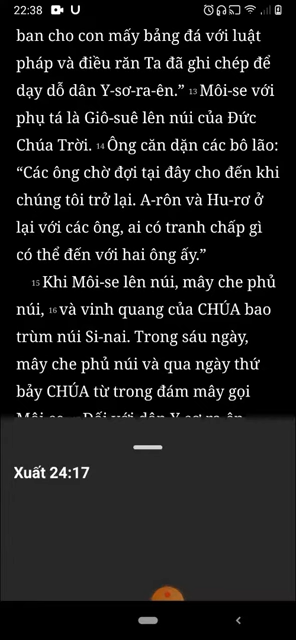 22:38
ban cho con mấy bảng đá với luật
pháp và điều răn Ta đã ghi chép để
dạy dỗ dân Y-sơ-ra-ên.” 13 Môi-se với
phụ tá là Giô-suê lên núi của Đức
Chúa Trời. 14 Ông căn dặn các bô lão:
“Các ông chờ đợi tại đây cho đến khi
chúng tôi trở lại. A-rôn và Hu-rơ ở
lại với các ông, ai có tranh chấp gì
có thể đến với hai ông ấy.”
15 Khi Môi-se lên núi, mây che phủ
núi, 16 và vinh quang của CHÚA bao
trùm núi Si-nai. Trong sáu ngày,
mây che phủ núi và qua ngày thứ
bảy CHÚA từ trong đám mây gọi
Xuất 24:17